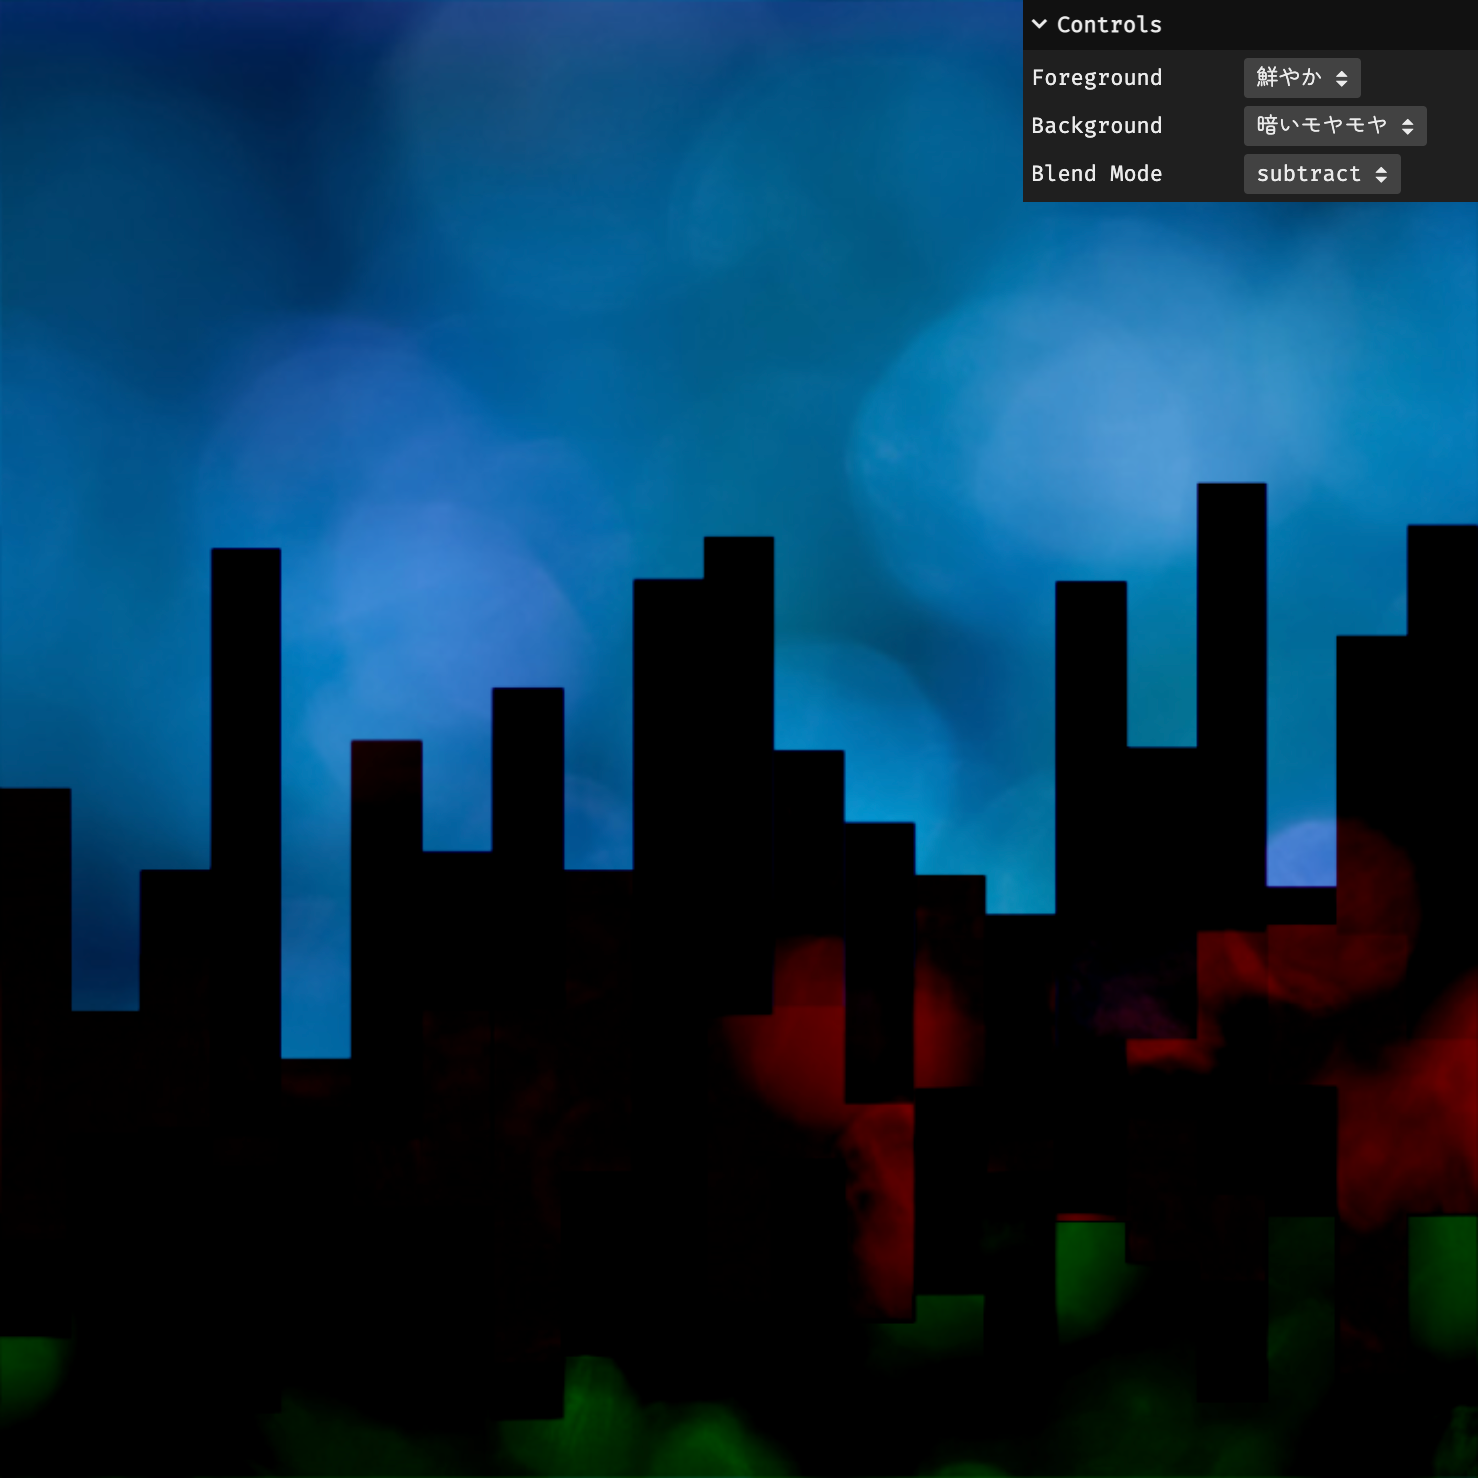 Controls
Foreground 鮮やか
Background 暗いモヤモヤ
Blend Mode subtract